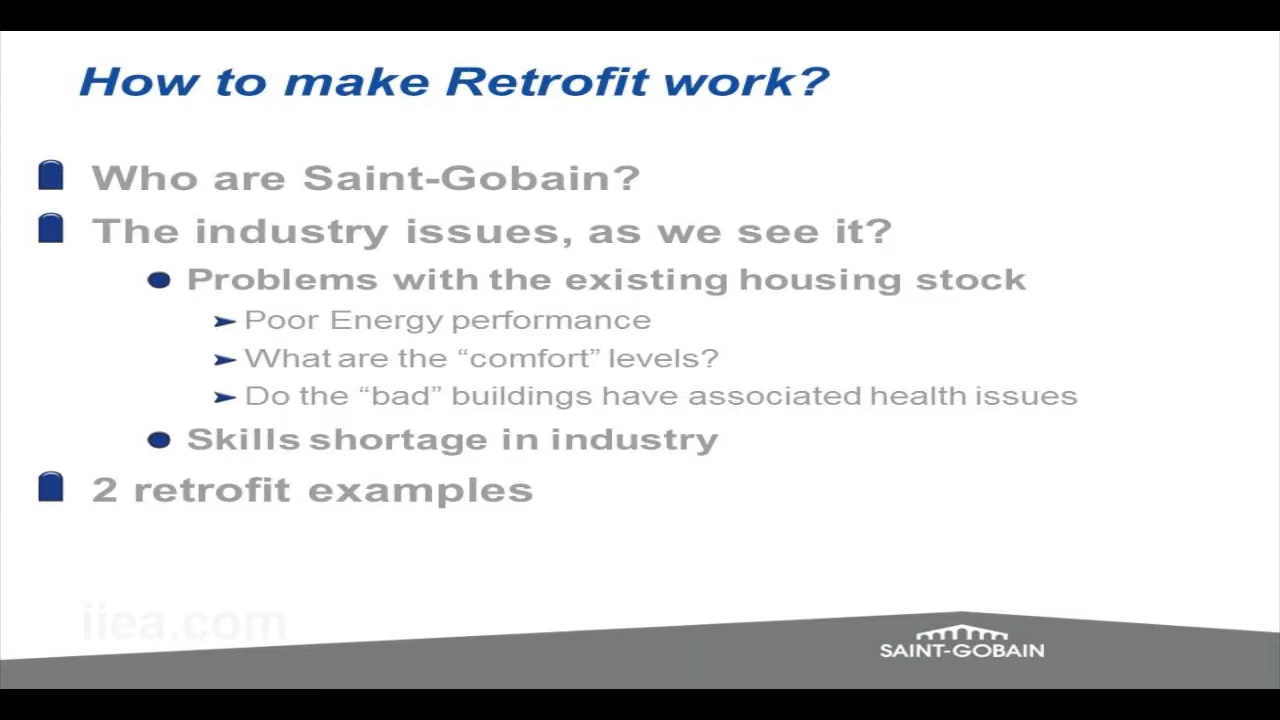 How to make Retrofit work?
Who are Saint-Gobain?
The industry issues, as we see it?
Problems with the existing housing stock
Poor Energy performance
What are the “comfort” levels?
Do the “bad” buildings have associated health issues
Skills shortage in industry
2 retrofit examples
iiea.com
SAINT-GOBAIN